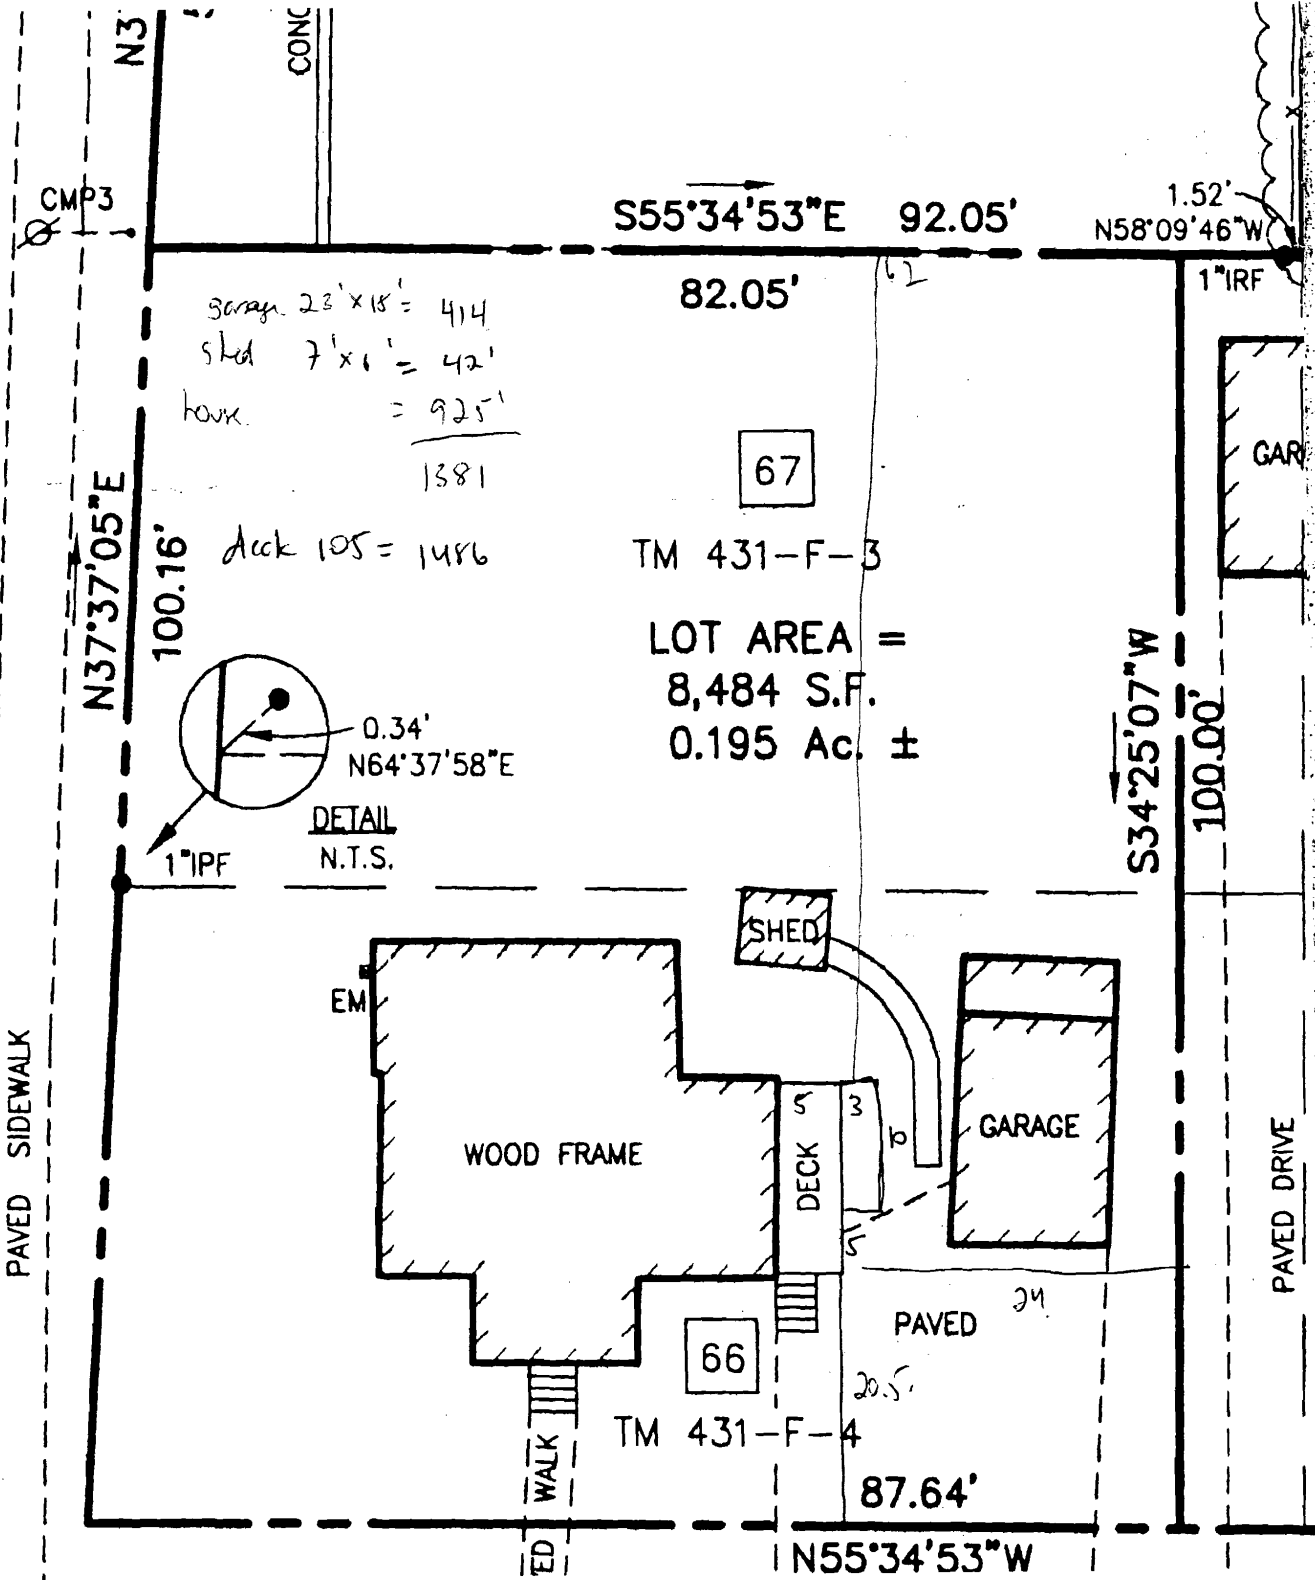 N3
CONC
CMP3
S55°34'53"E 92.05'
1.52'
N58°09'46"W
1"IRF
82.05'
62
garage 23'x18'= 414
shed 7'x6'= 42'
house = 925'
1381
Deck 105= 1486
67
GAR
TM 431-F-3
LOT AREA =
8,484 S.F.
0.195 Ac. ±
N37°37'05"E
100.16'
S34°25'07"W
100.00'
0.34'
N64°37'58"E
DETAIL
N.T.S.
1"IPF
SHED
EM
GARAGE
WOOD FRAME
DECK
5
3
5
PAVED SIDEWALK
PAVED DRIVE
24
PAVED
66
20.5
TM 431-F-4
WALK
ED
87.64'
N55°34'53"W